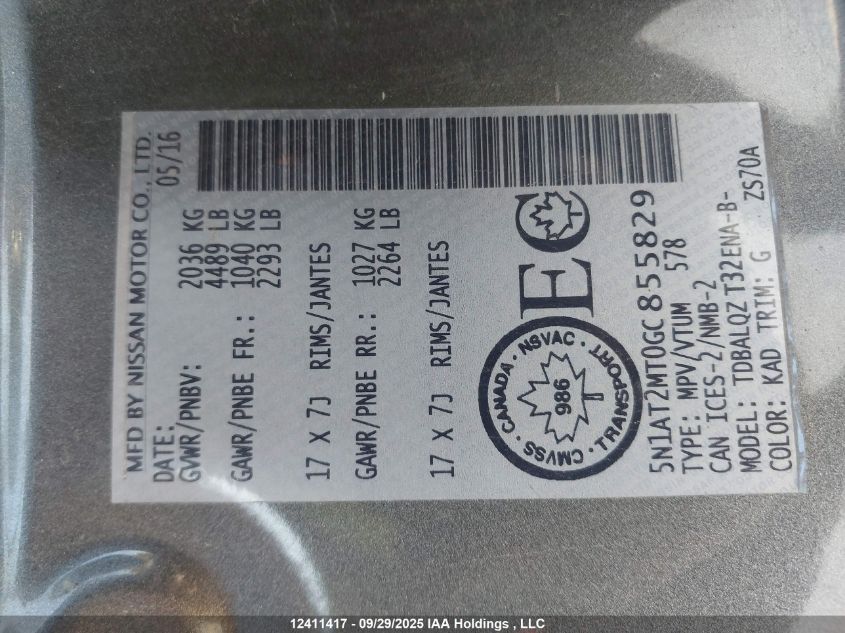 MFD BY NISSAN MOTOR CO., LTD.
DATE: 05/16
GVWR/PNBV: 2036 KG
4489 LB
GAWR/PNBE FR.: 1040 KG
2293 LB
17 X 7J RIMS/JANTES
GAWR/PNBE RR.: 1027 KG
2264 LB
17 X 7J RIMS/JANTES
CANADA · NSVAC · TRANSPORT · CMVSS ·
986
EC
5N1AT2MT0GC855829
TYPE: MPV/VTUM 578
CAN ICES-2/NMB-2
MODEL: TDBALQZ T32ENA-B-
COLOR: KAD TRIM: G ZS70A
12411417 - 09/29/2025 IAA Holdings , LLC